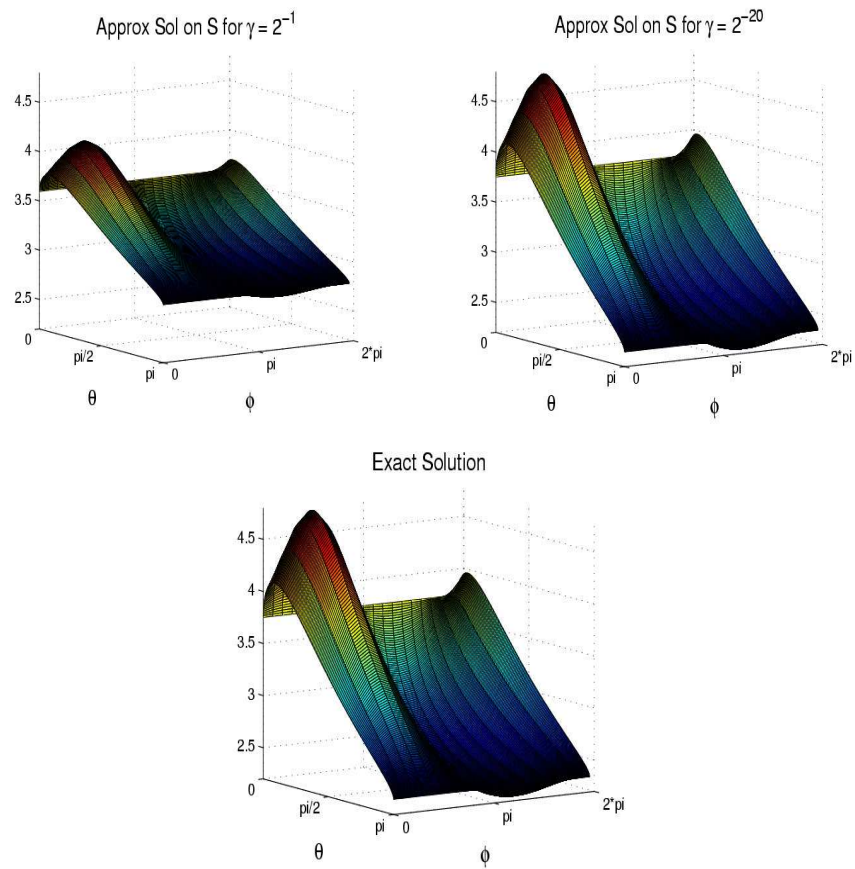 Approx Sol on S for γ = 2⁻¹
4.5
4
3.5
3
2.5
0
pi/2
pi
0
pi
2*pi
θ
ϕ
Approx Sol on S for γ = 2⁻²⁰
4.5
4
3.5
3
2.5
0
pi/2
pi
0
pi
2*pi
θ
ϕ
Exact Solution
4.5
4
3.5
3
2.5
0
pi/2
pi
0
pi
2*pi
θ
ϕ